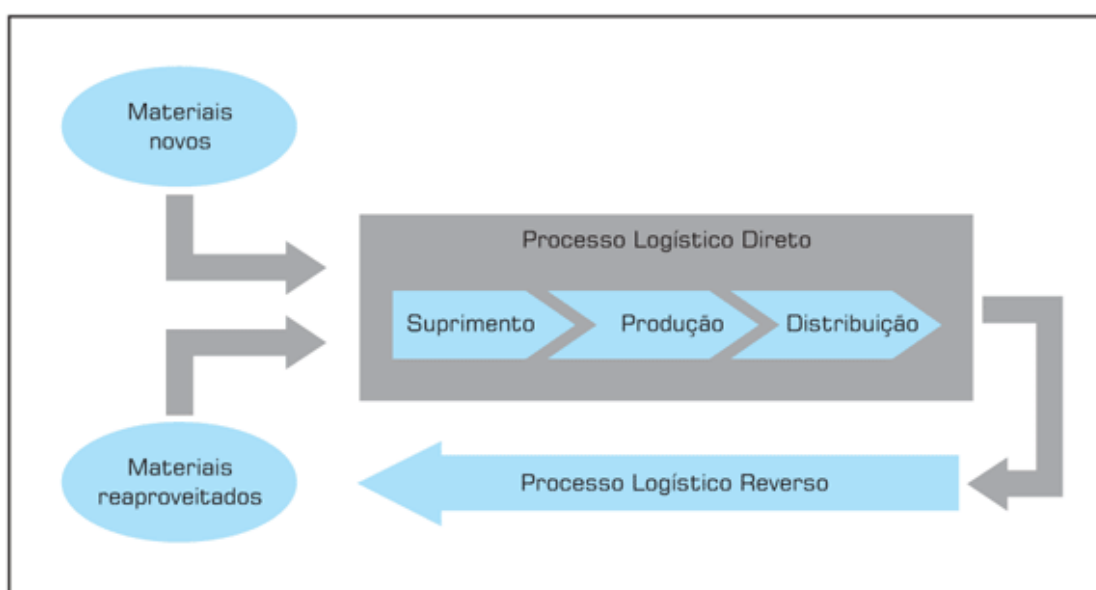 Materiais
novos
Processo Logístico Direto
Suprimento
Produção
Distribuição
Materiais
reaproveitados
Processo Logístico Reverso